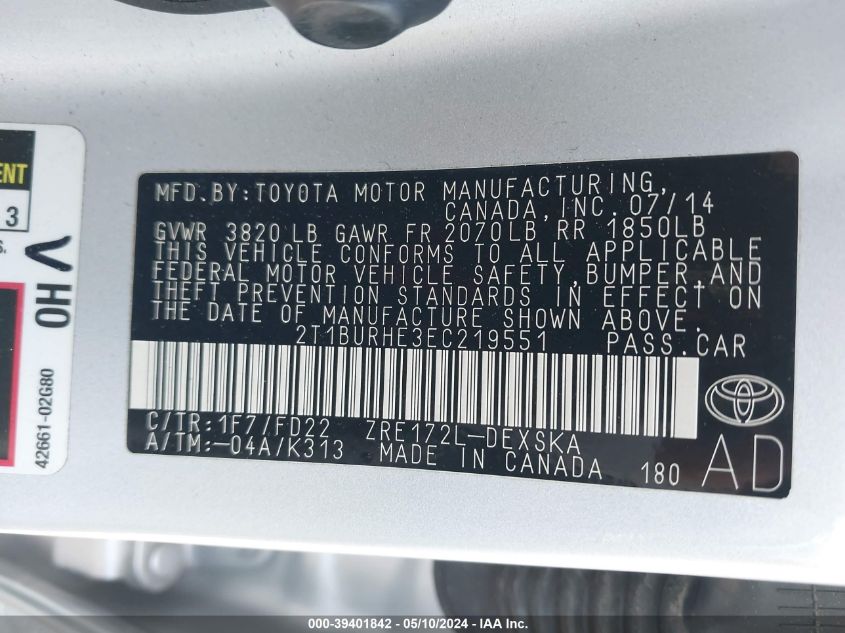 ENT
3
S.
V HO
42661-02G80
MFD.BY:TOYOTA MOTOR MANUFACTURING,
CANADA,INC. 07/14
GVWR 3820 LB GAWR FR 2070LB RR 1850LB
THIS VEHICLE CONFORMS TO ALL APPLICABLE
FEDERAL MOTOR VEHICLE SAFETY,BUMPER,AND
THEFT PREVENTION STANDARDS IN EFFECT ON
THE DATE OF MANUFACTURE SHOWN ABOVE.
2T1BURHE3EC219551 PASS.CAR
C/TR:1F7/FD22 ZRE172L-DEXSKA
A/TM:-04A/K313 MADE IN CANADA 180 AD
000-39401842 - 05/10/2024 - IAA Inc.